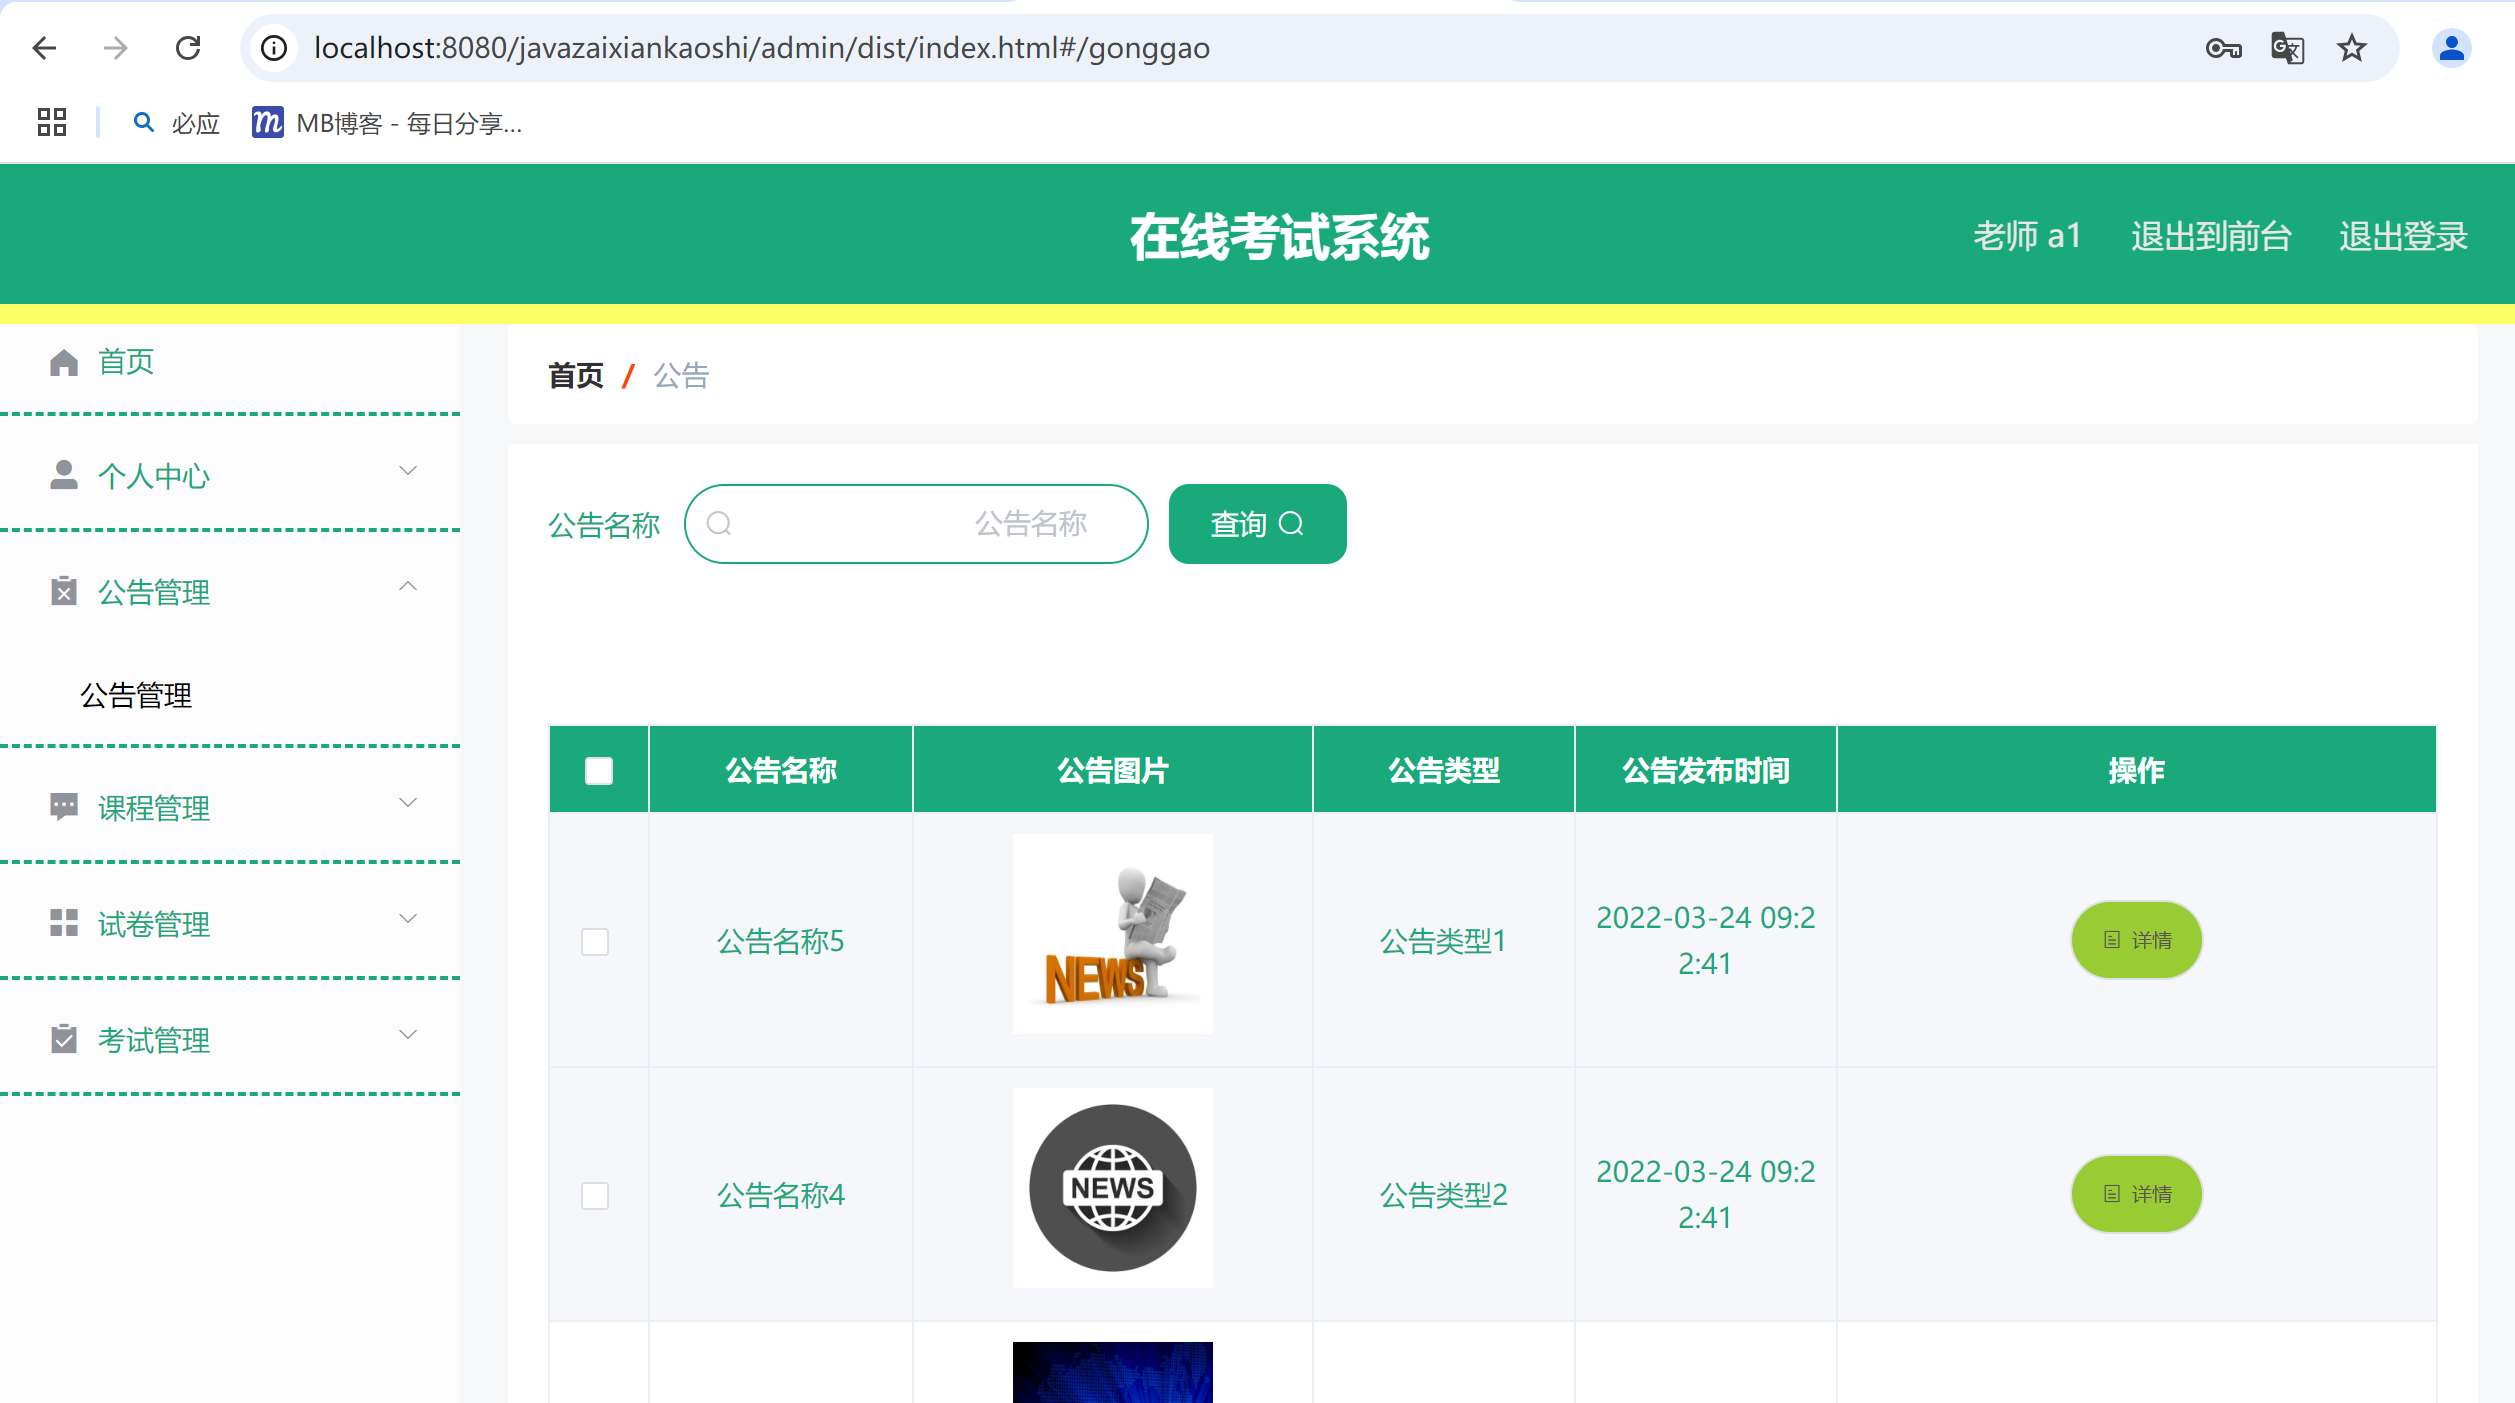 localhost:8080/javazaixiankaoshi/admin/dist/index.html#/gonggao
必应
MB博客 - 每日分享...
在线考试系统
老师 a1
退出到前台
退出登录
首页
个人中心
公告管理
公告管理
课程管理
试卷管理
考试管理
首页 / 公告
公告名称
公告名称
查询
公告名称 公告图片 公告类型 公告发布时间 操作
公告名称5
NEWS
公告类型1
2022-03-24 09:2
2:41
详情
公告名称4
NEWS
公告类型2
2022-03-24 09:2
2:41
详情